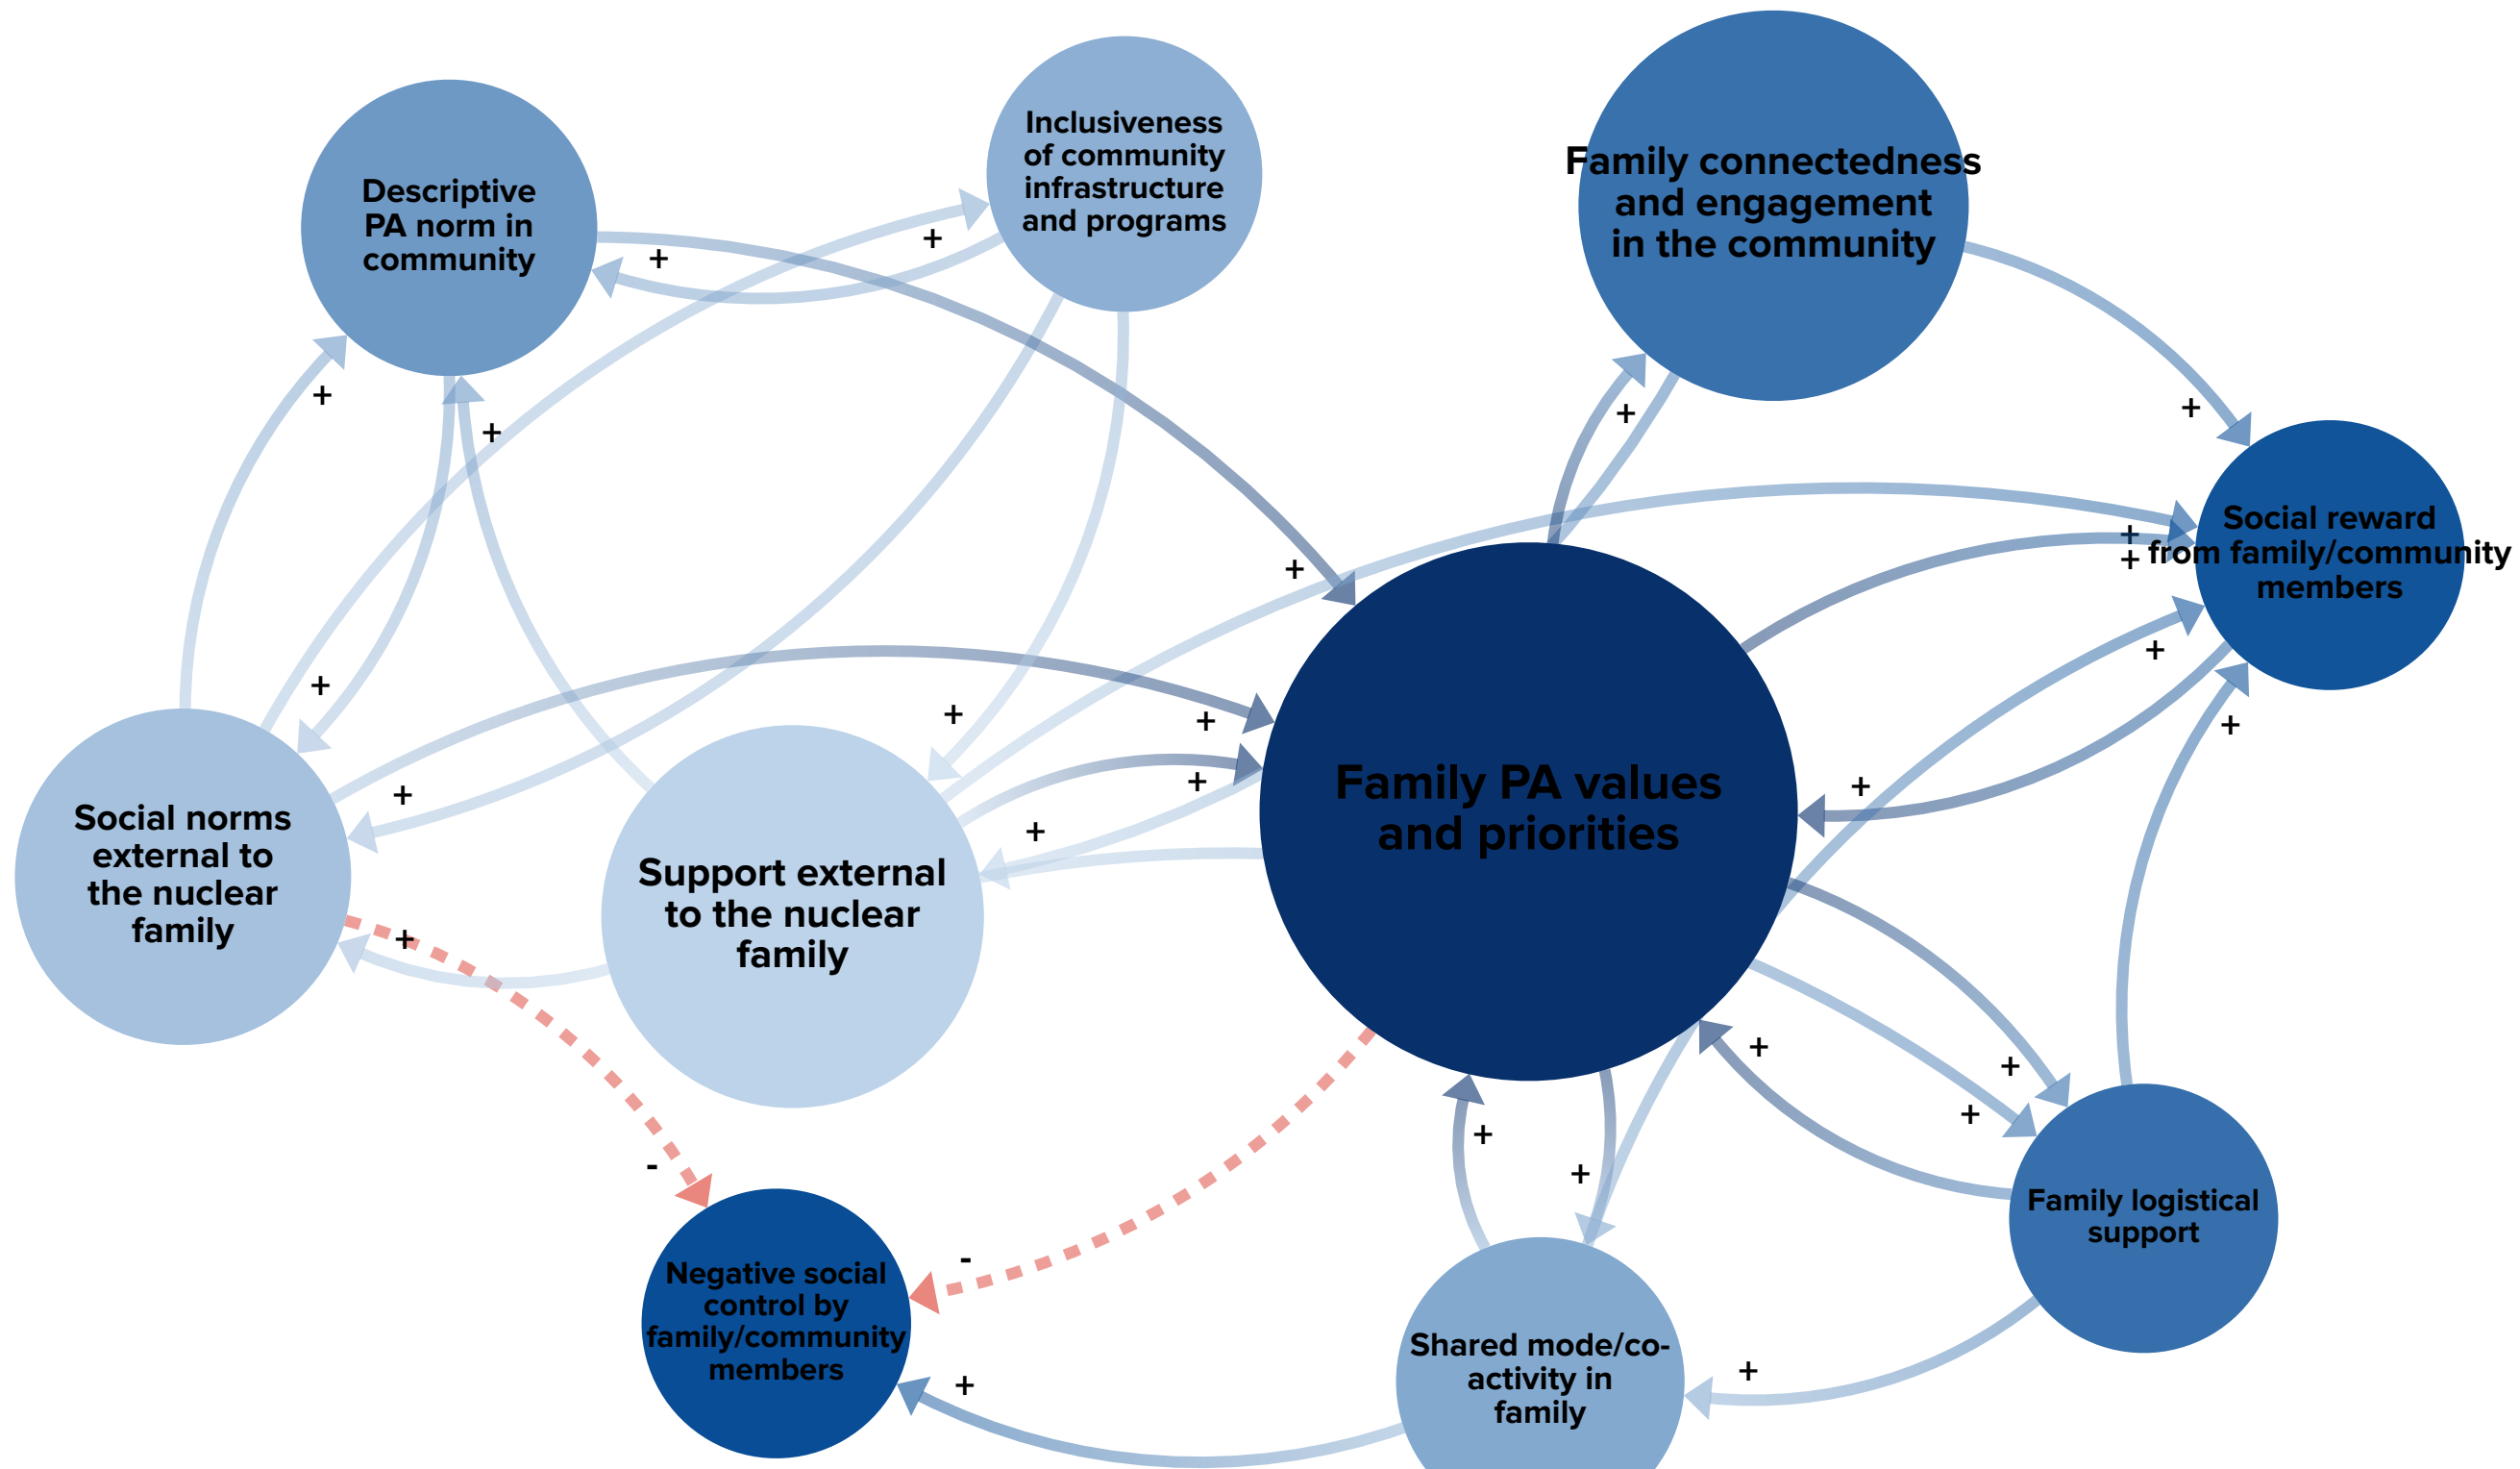 Inclusiveness
of community
infrastructure
and programs
Family connectedness
and engagement
in the community
Descriptive
PA norm in
community
+
+
+
+
+
+
Social reward
from family/community
members
+
+
+
+
+
+
+
+
+
+
+
+
Family PA values
and priorities
Social norms
external to
the nuclear
family
Support external
to the nuclear
family
+
+
+
+
+
+
-
-
Family logistical
support
Negative social
control by
family/community
members
Shared mode/co-
activity in
family
+
+